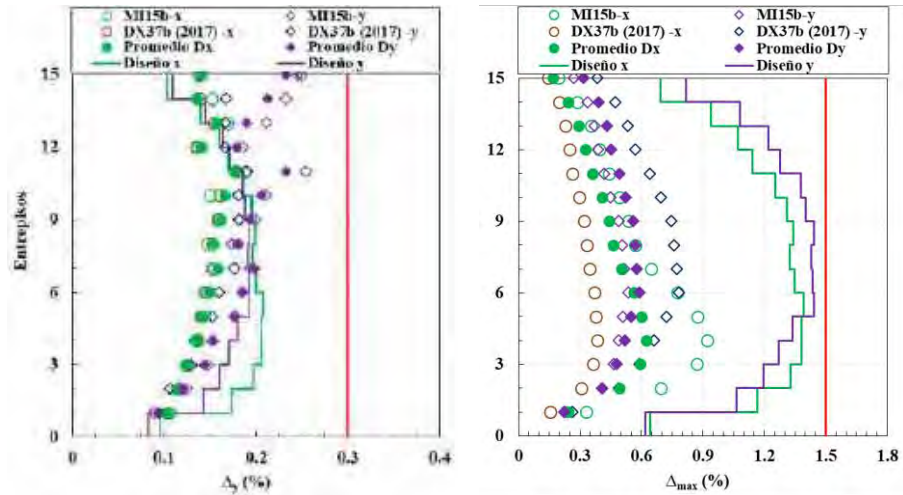 MI15b-x MI15b-y
DX37b (2017) -x DX37b (2017) -y
Promedio Dx Promedio Dy
Diseño x Diseño y
15
12
9
6
3
0
Entrepisos
0 0.1 0.2 0.3 0.4
Δy (%)
MI15b-x MI15b-y
DX37b (2017) -x DX37b (2017) -y
Promedio Dx Promedio Dy
Diseño x Diseño y
15
12
9
6
3
0
0 0.3 0.6 0.9 1.2 1.5 1.8
Δmax (%)